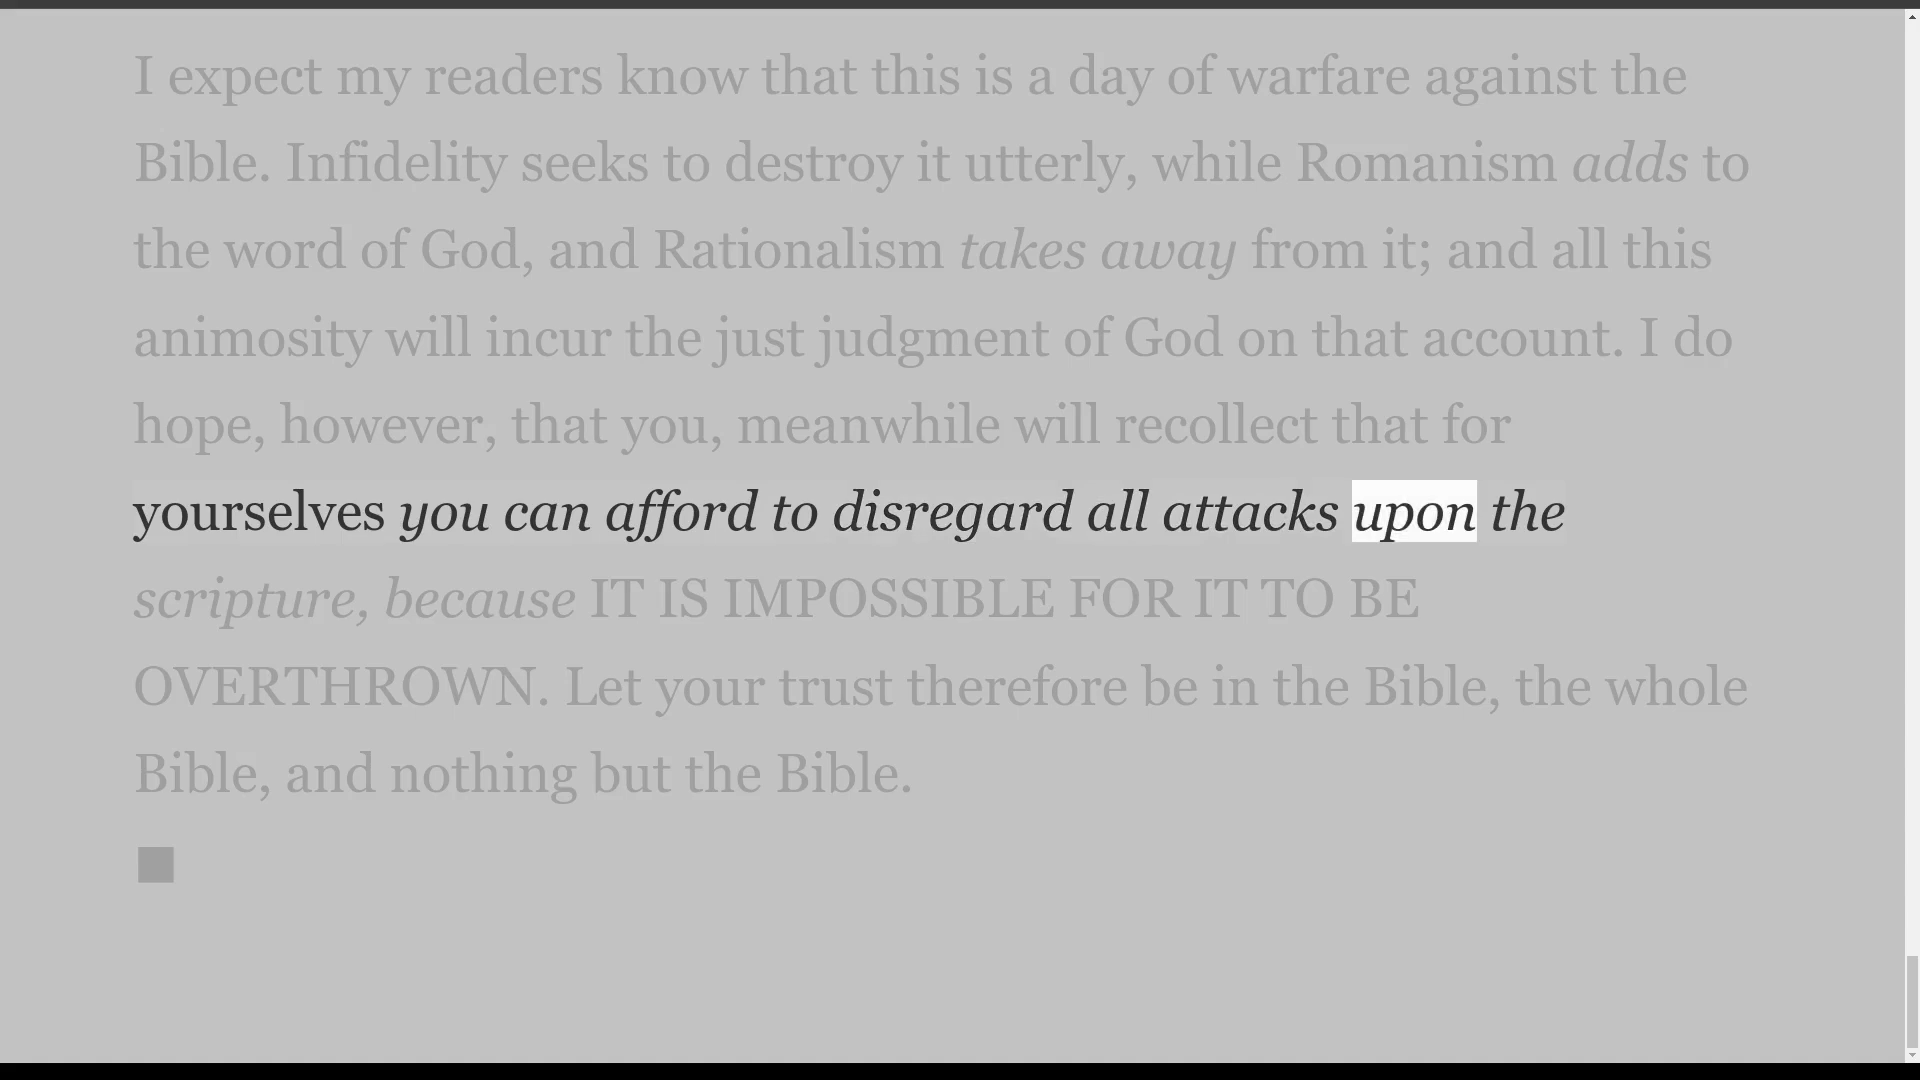 I expect my readers know that this is a day of warfare against the
Bible. Infidelity seeks to destroy it utterly, while Romanism adds to
the word of God, and Rationalism takes away from it; and all this
animosity will incur the just judgment of God on that account. I do
hope, however, that you, meanwhile will recollect that for
yourselves you can afford to disregard all attacks upon the
scripture, because IT IS IMPOSSIBLE FOR IT TO BE
OVERTHROWN. Let your trust therefore be in the Bible, the whole
Bible, and nothing but the Bible.